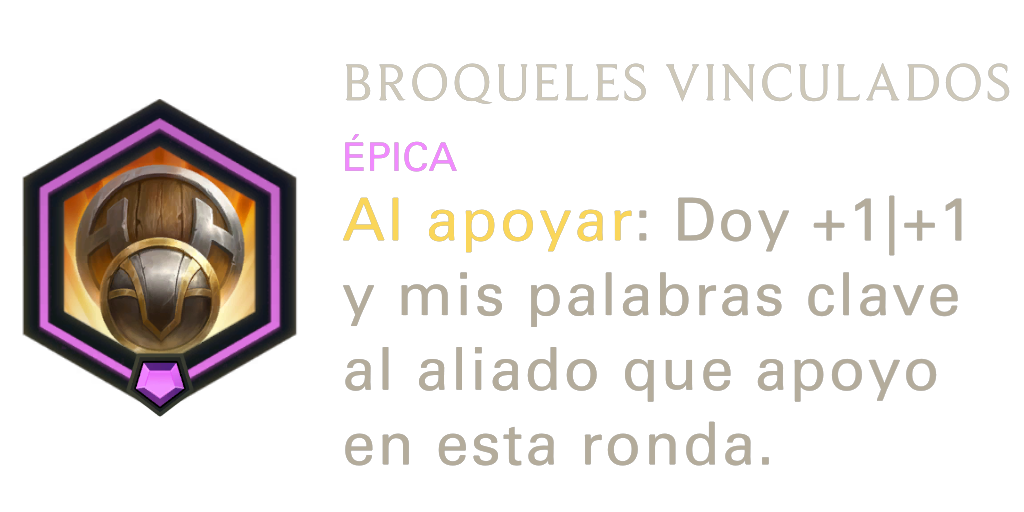 BROQUELES VINCULADOS
ÉPICA
Al apoyar: Doy +1|+1
y mis palabras clave
al aliado que apoyo
en esta ronda.